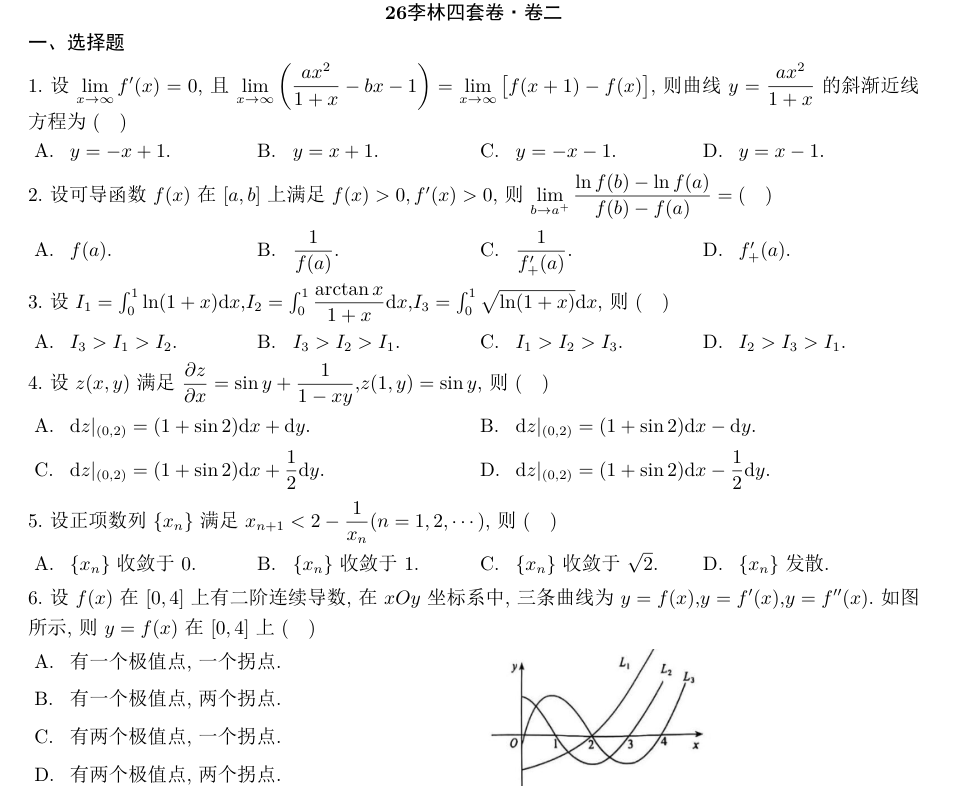 26李林四套卷·卷二
一、选择题
1. 设 lim_{x→∞} f′(x) = 0, 且 lim_{x→∞} (ax²/(1+x) − bx − 1) = lim_{x→∞} [f(x+1) − f(x)], 则曲线 y = ax²/(1+x) 的斜渐近线
方程为 ( )
A. y = −x + 1. B. y = x + 1. C. y = −x − 1. D. y = x − 1.
2. 设可导函数 f(x) 在 [a, b] 上满足 f(x) > 0, f′(x) > 0, 则 lim_{b→a⁺} (ln f(b) − ln f(a))/(f(b) − f(a)) = ( )
A. f(a). B. 1/f(a). C. 1/f′₊(a). D. f′₊(a).
3. 设 I₁ = ∫₀¹ ln(1+x)dx,I₂ = ∫₀¹ (arctan x)/(1+x) dx,I₃ = ∫₀¹ √(ln(1+x))dx, 则 ( )
A. I₃ > I₁ > I₂. B. I₃ > I₂ > I₁. C. I₁ > I₂ > I₃. D. I₂ > I₃ > I₁.
4. 设 z(x, y) 满足 ∂z/∂x = sin y + 1/(1−xy),z(1, y) = sin y, 则 ( )
A. dz|₍₀,₂₎ = (1 + sin 2)dx + dy. B. dz|₍₀,₂₎ = (1 + sin 2)dx − dy.
C. dz|₍₀,₂₎ = (1 + sin 2)dx + 1/2 dy. D. dz|₍₀,₂₎ = (1 + sin 2)dx − 1/2 dy.
5. 设正项数列 {xₙ} 满足 xₙ₊₁ < 2 − 1/xₙ (n = 1, 2, ⋯), 则 ( )
A. {xₙ} 收敛于 0. B. {xₙ} 收敛于 1. C. {xₙ} 收敛于 √2. D. {xₙ} 发散.
6. 设 f(x) 在 [0, 4] 上有二阶连续导数, 在 xOy 坐标系中, 三条曲线为 y = f(x),y = f′(x),y = f″(x). 如图
所示, 则 y = f(x) 在 [0, 4] 上 ( )
A. 有一个极值点, 一个拐点.
B. 有一个极值点, 两个拐点.
C. 有两个极值点, 一个拐点.
D. 有两个极值点, 两个拐点.
y L₁ L₂ L₃
O 1 2 3 4 x